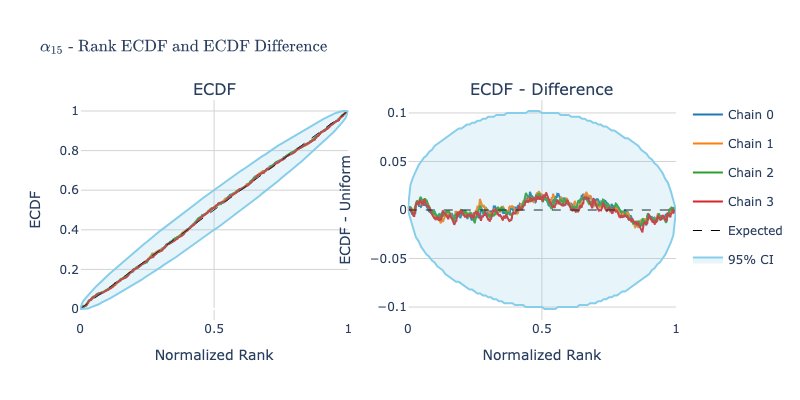 α₁₅ - Rank ECDF and ECDF Difference
ECDF
ECDF
1
0.8
0.6
0.4
0.2
0
0
0.5
1
Normalized Rank
ECDF - Difference
ECDF - Uniform
0.1
0.05
0
−0.05
−0.1
0
0.5
1
Normalized Rank
Chain 0
Chain 1
Chain 2
Chain 3
Expected
95% CI